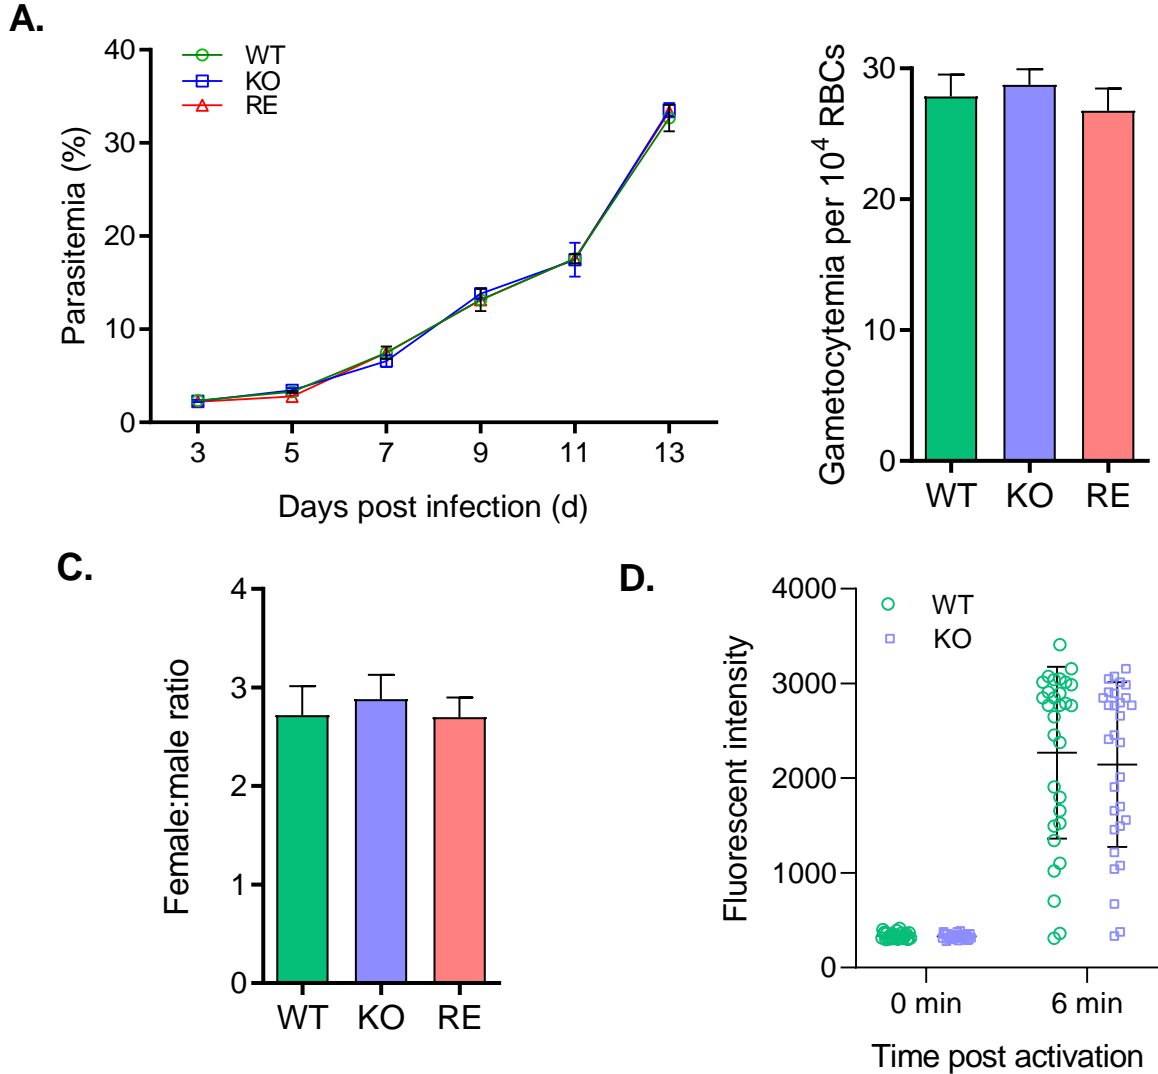 A.
40
30
20
10
0
Parasitemia (%)
WT
KO
RE
3 5 7 9 11 13
Days post infection (d)
30
20
10
0
Gametocytemia per 10⁴ RBCs
WT KO RE
C.
4
3
2
1
0
Female:male ratio
WT KO RE
D.
4000
3000
2000
1000
0
Fluorescent intensity
WT
KO
0 min 6 min
Time post activation